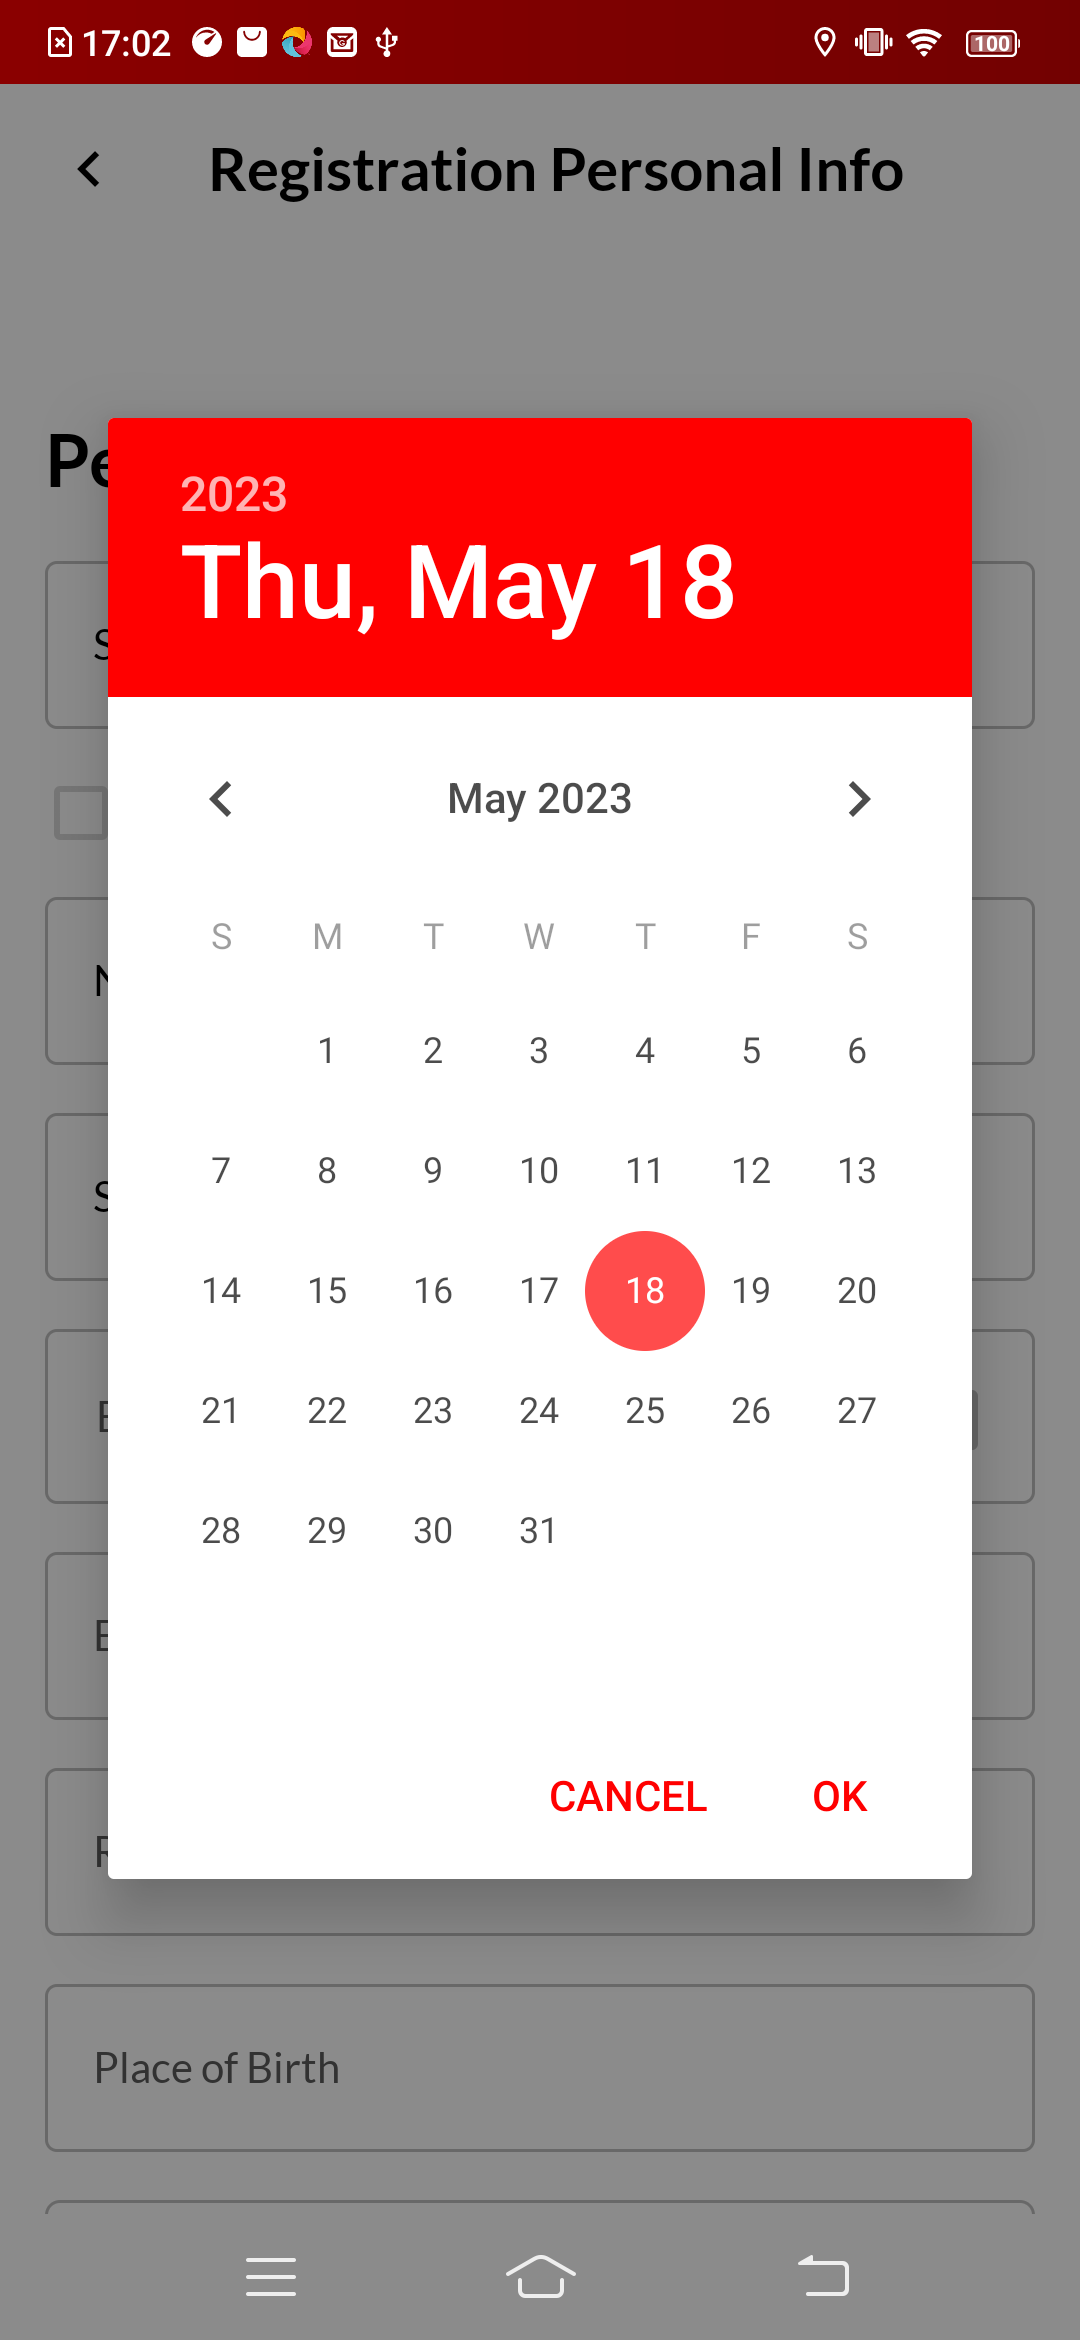 17:02
100
Registration Personal Info
2023
Thu, May 18
May 2023
S M T W T F S
1 2 3 4 5 6
7 8 9 10 11 12 13
14 15 16 17 18 19 20
21 22 23 24 25 26 27
28 29 30 31
CANCEL OK
Place of Birth